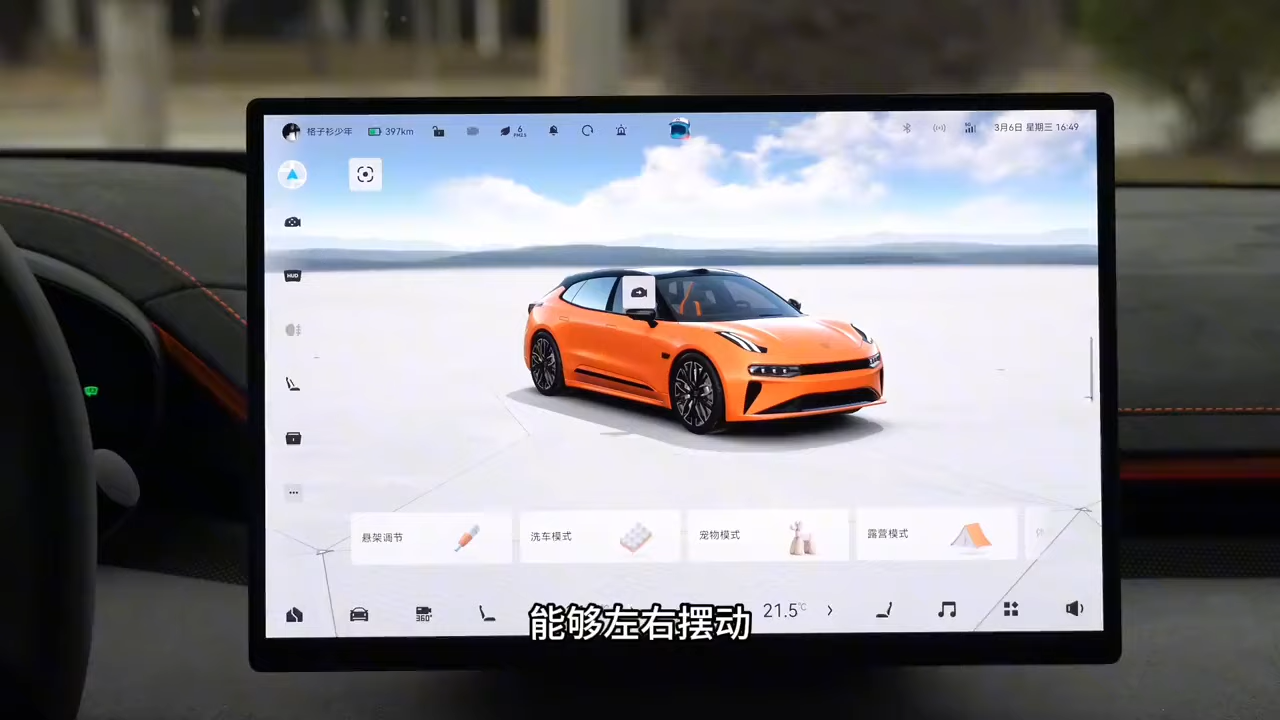 格子衫少年 397km 6 PM2.5 5G 3月6日 星期三 16:49
HUD
悬架调节 洗车模式 宠物模式 露营模式
360° 21.5℃
能够左右摆动